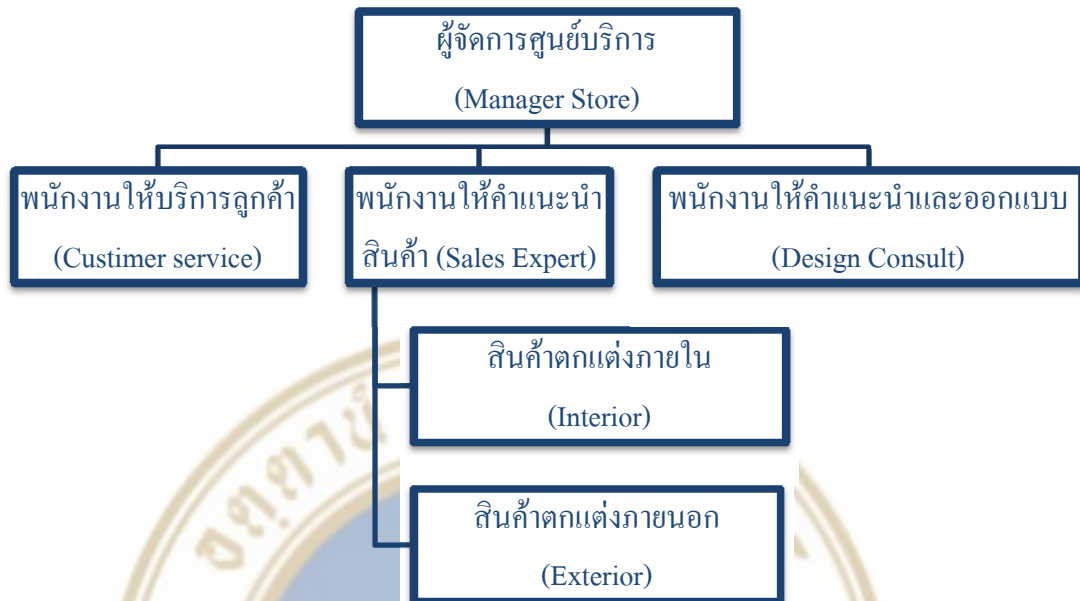 ผู้จัดการศูนย์บริการ
(Manager Store)
พนักงานให้บริการลูกค้า
(Custimer service)
พนักงานให้คำแนะนำ
สินค้า (Sales Expert)
พนักงานให้คำแนะนำและออกแบบ
(Design Consult)
สินค้าตกแต่งภายใน
(Interior)
สินค้าตกแต่งภายนอก
(Exterior)